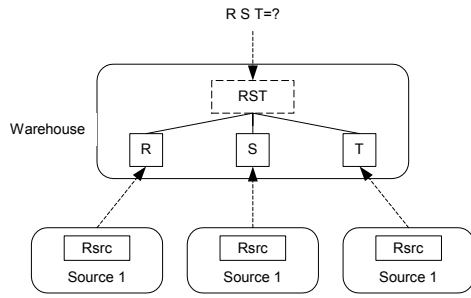 R S T=?
RST
Warehouse
R S T
Rsrc Rsrc Rsrc
Source 1 Source 1 Source 1